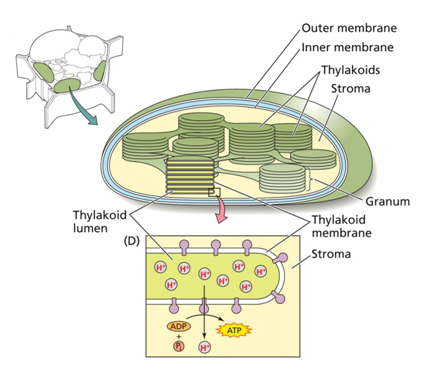 Outer membrane
Inner membrane
Thylakoids
Stroma
Granum
Thylakoid
lumen
Thylakoid
membrane
(D)
Stroma
H+ H+ H+ H+ H+
H+ H+ H+ H+
ADP
+
Pi
H+
ATP